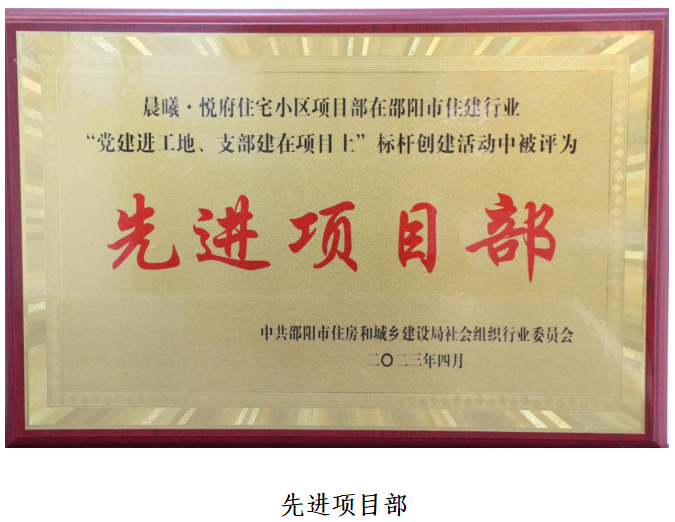 晨曦·悦府住宅小区项目部在邵阳市住建行业
“党建进工地、支部建在项目上”标杆创建活动中被评为
先进项目部
中共邵阳市住房和城乡建设局社会组织行业委员会
二〇二三年四月
先进项目部